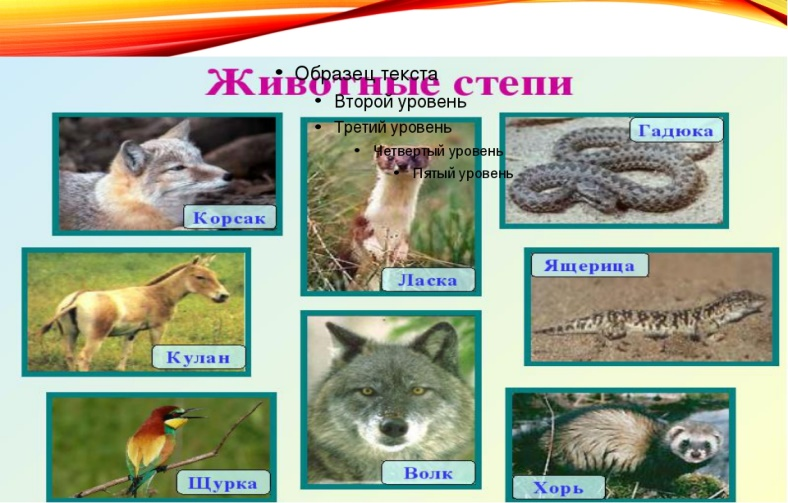 Животные степи
• Образец текста
• Второй уровень
• Третий уровень
• Четвертый уровень
• Пятый уровень
Корсак
Ласка
Гадюка
Кулан
Ящерица
Щурка
Волк
Хорь